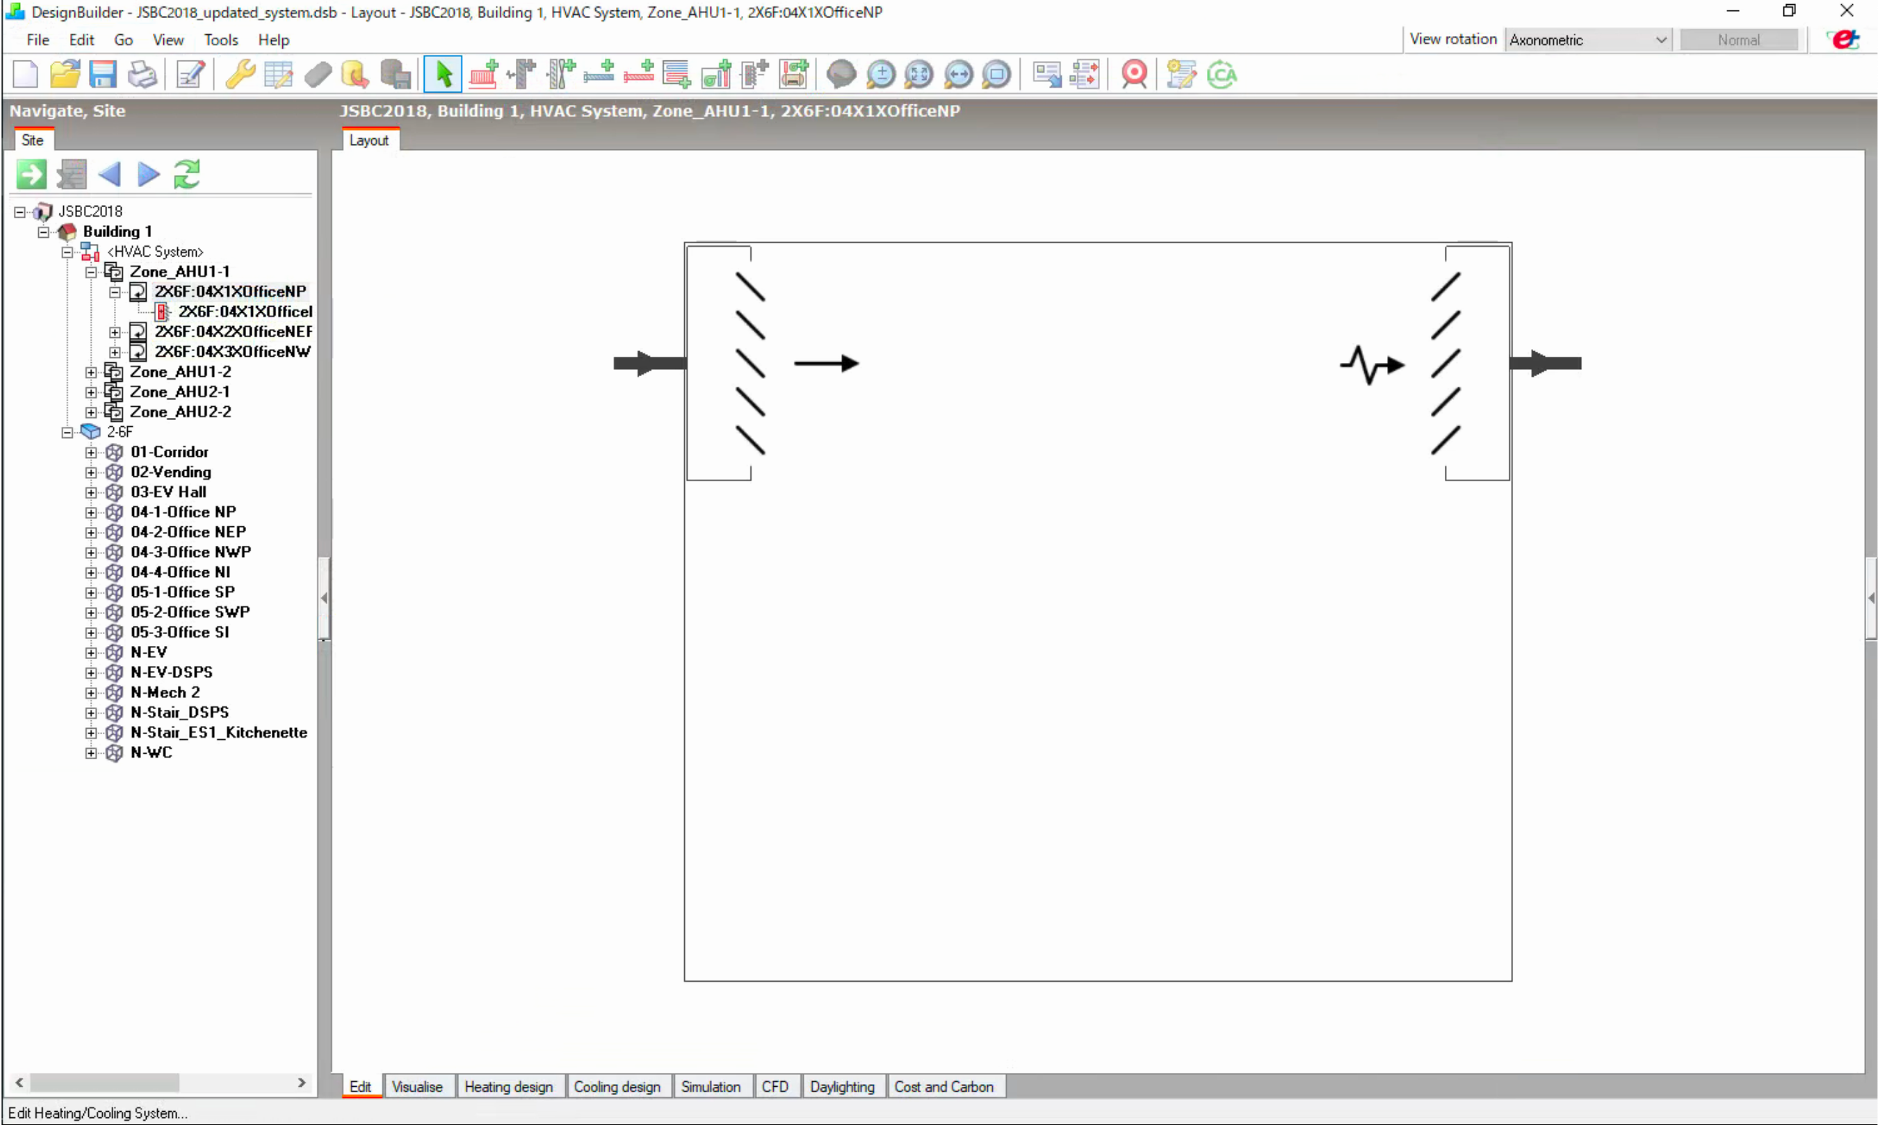 DesignBuilder - JSBC2018_updated_system.dsb - Layout - JSBC2018, Building 1, HVAC System, Zone_AHU1-1, 2X6F:04X1XOfficeNP
File Edit Go View Tools Help
View rotation Axonometric Normal
Navigate, Site
JSBC2018, Building 1, HVAC System, Zone_AHU1-1, 2X6F:04X1XOfficeNP
Site
Layout
JSBC2018
Building 1
<HVAC System>
Zone_AHU1-1
2X6F:04X1XOfficeNP
2X6F:04X1XOfficeI
2X6F:04X2XOfficeNEF
2X6F:04X3XOfficeNW
Zone_AHU1-2
Zone_AHU2-1
Zone_AHU2-2
2-6F
01-Corridor
02-Vending
03-EV Hall
04-1-Office NP
04-2-Office NEP
04-3-Office NWP
04-4-Office NI
05-1-Office SP
05-2-Office SWP
05-3-Office SI
N-EV
N-EV-DSPS
N-Mech 2
N-Stair_DSPS
N-Stair_ES1_Kitchenette
N-WC
Edit Visualise Heating design Cooling design Simulation CFD Daylighting Cost and Carbon
Edit Heating/Cooling System...